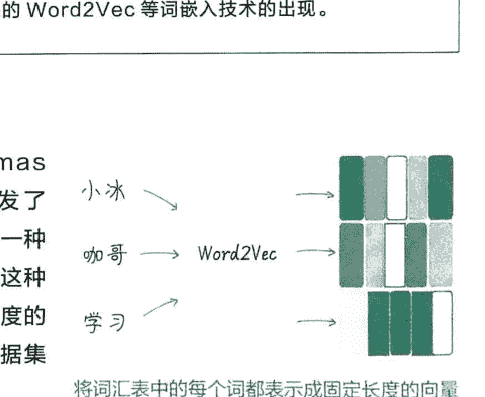 的 Word2Vec 等词嵌入技术的出现。
mas
发了
一种
这种
度的
据集
小冰
咖哥
Word2Vec
学习
将词汇表中的每个词都表示成固定长度的向量